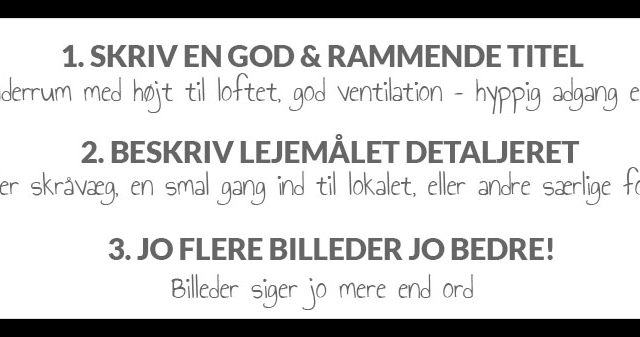 1. SKRIV EN GOD & RAMMENDE TITEL
med højt til loftet, god ventilation - hyppig adgang
2. BESKRIV LEJEMÅLET DETALJERET
skråvæg, en smal gang ind til lokalet, eller andre særlige
3. JO FLERE BILLEDER JO BEDRE!
Billeder siger jo mere end ord